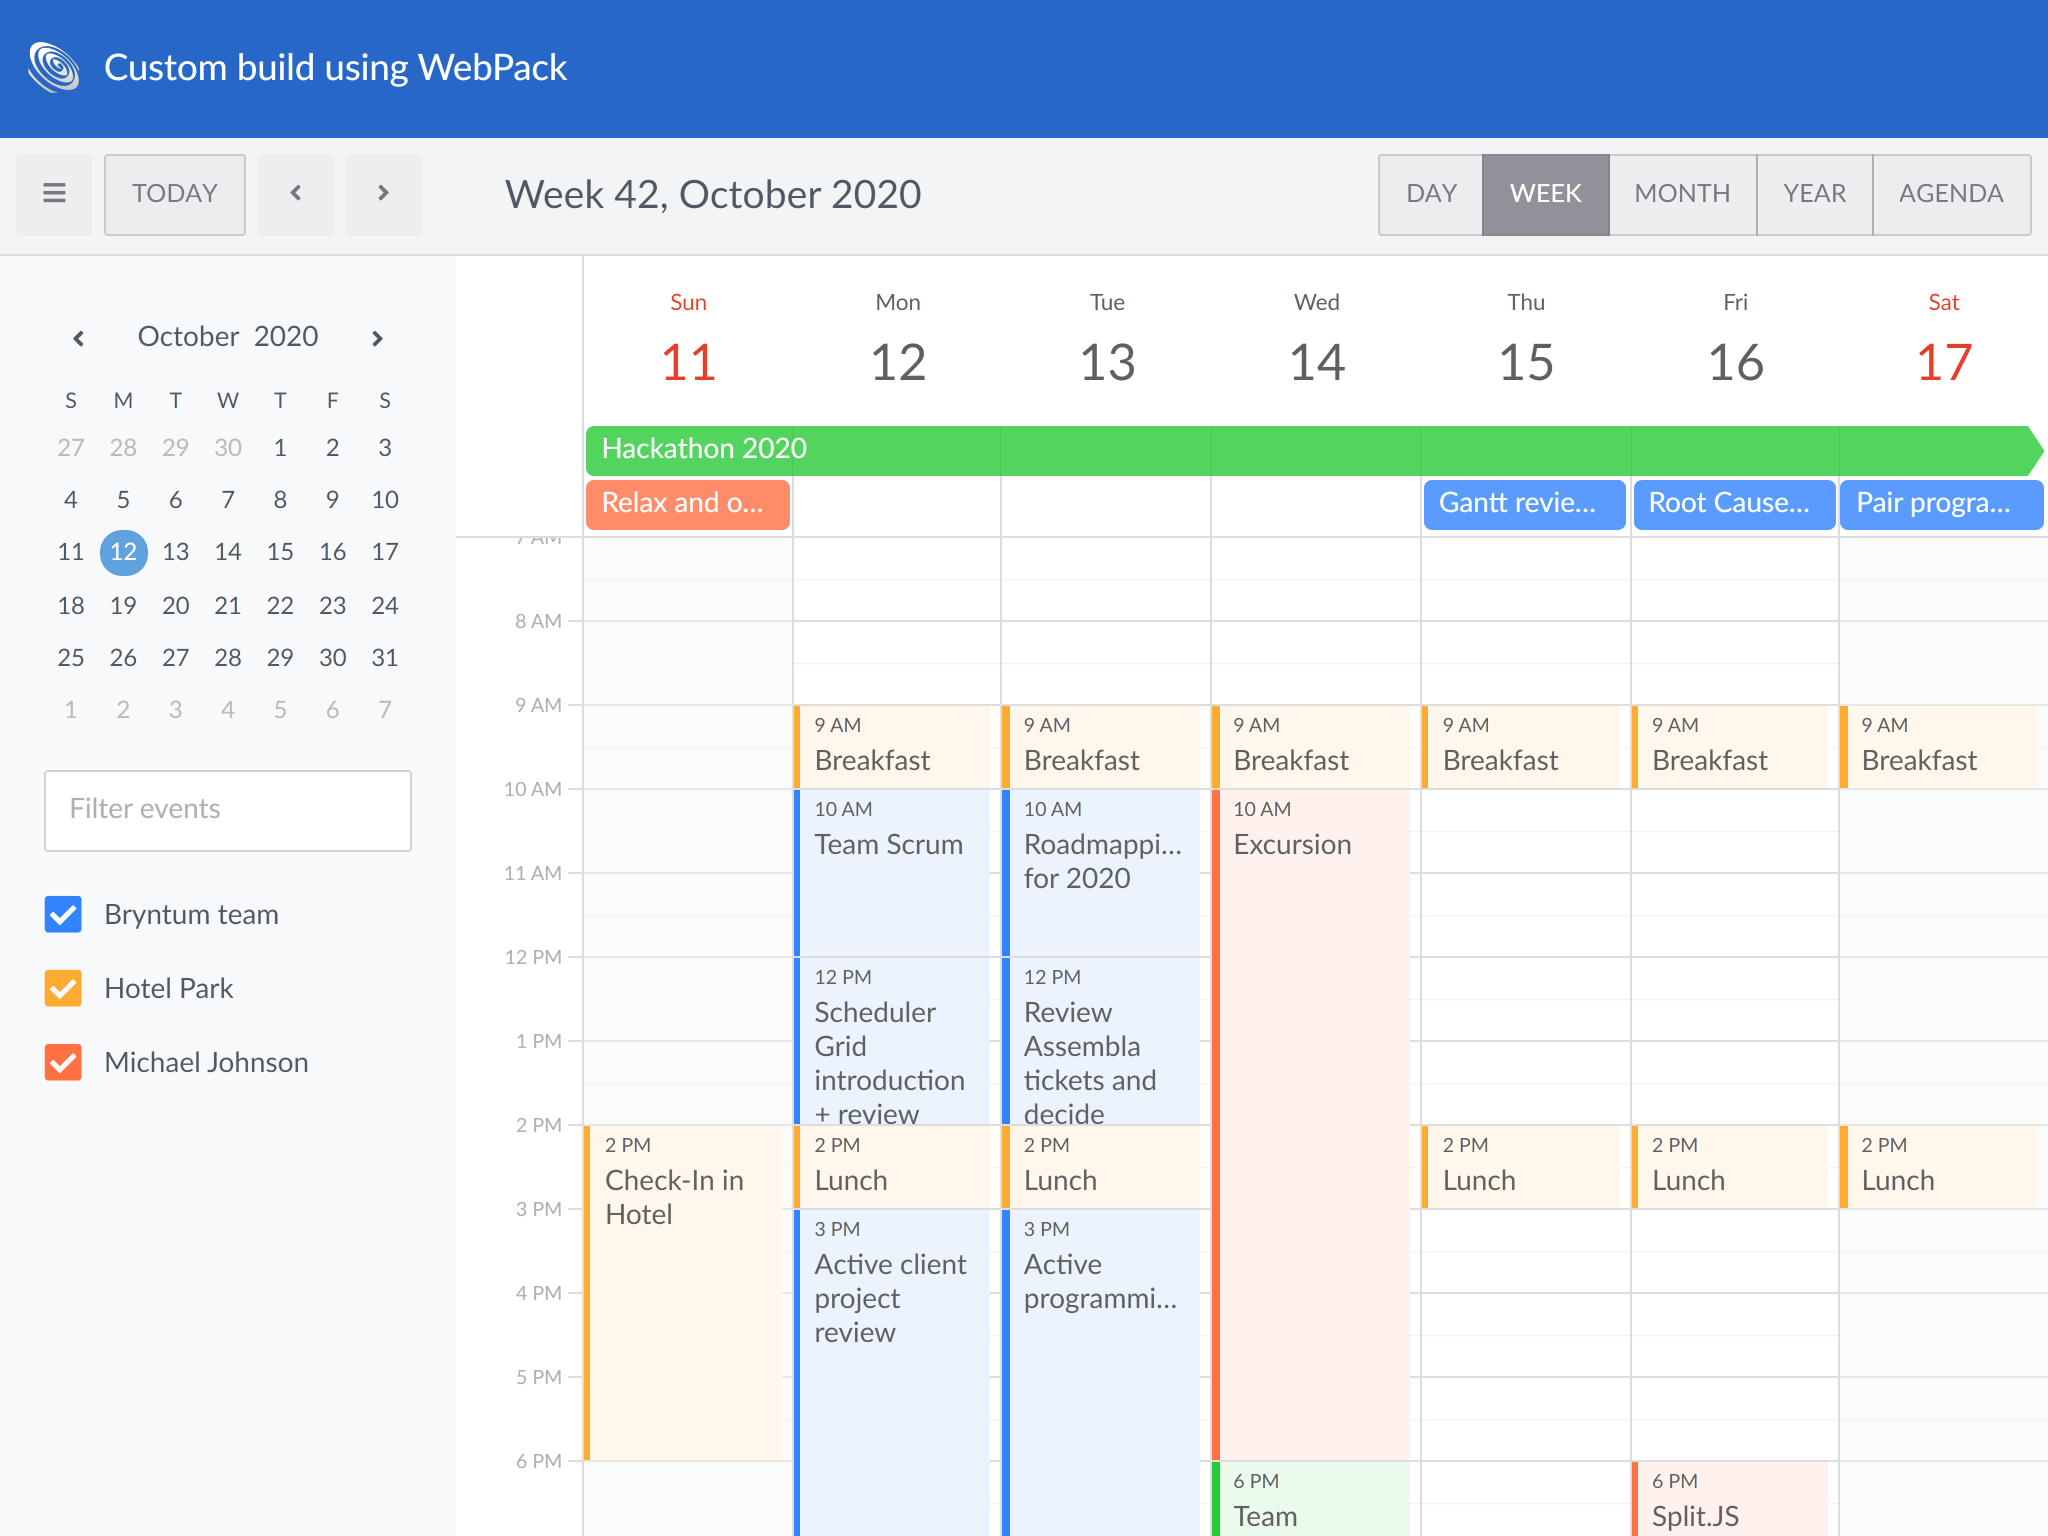 Custom build using WebPack
TODAY
Week 42, October 2020
DAY WEEK MONTH YEAR AGENDA
October 2020
S M T W T F S
27 28 29 30 1 2 3
4 5 6 7 8 9 10
11 12 13 14 15 16 17
18 19 20 21 22 23 24
25 26 27 28 29 30 31
1 2 3 4 5 6 7
Filter events
Bryntum team
Hotel Park
Michael Johnson
Sun Mon Tue Wed Thu Fri Sat
11 12 13 14 15 16 17
Hackathon 2020
Relax and o... Gantt revie... Root Cause... Pair progra...
7 AM
8 AM
9 AM
10 AM
11 AM
12 PM
1 PM
2 PM
3 PM
4 PM
5 PM
6 PM
2 PM
Check-In in
Hotel
9 AM
Breakfast
10 AM
Team Scrum
12 PM
Scheduler
Grid
introduction
+ review
2 PM
Lunch
3 PM
Active client
project
review
9 AM
Breakfast
10 AM
Roadmappi...
for 2020
12 PM
Review
Assembla
tickets and
decide
2 PM
Lunch
3 PM
Active
programmi...
9 AM
Breakfast
10 AM
Excursion
6 PM
Team
9 AM
Breakfast
2 PM
Lunch
9 AM
Breakfast
2 PM
Lunch
6 PM
Split.JS
9 AM
Breakfast
2 PM
Lunch